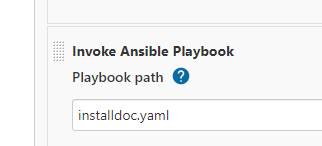 Invoke Ansible Playbook
Playbook path ?
installdoc.yaml